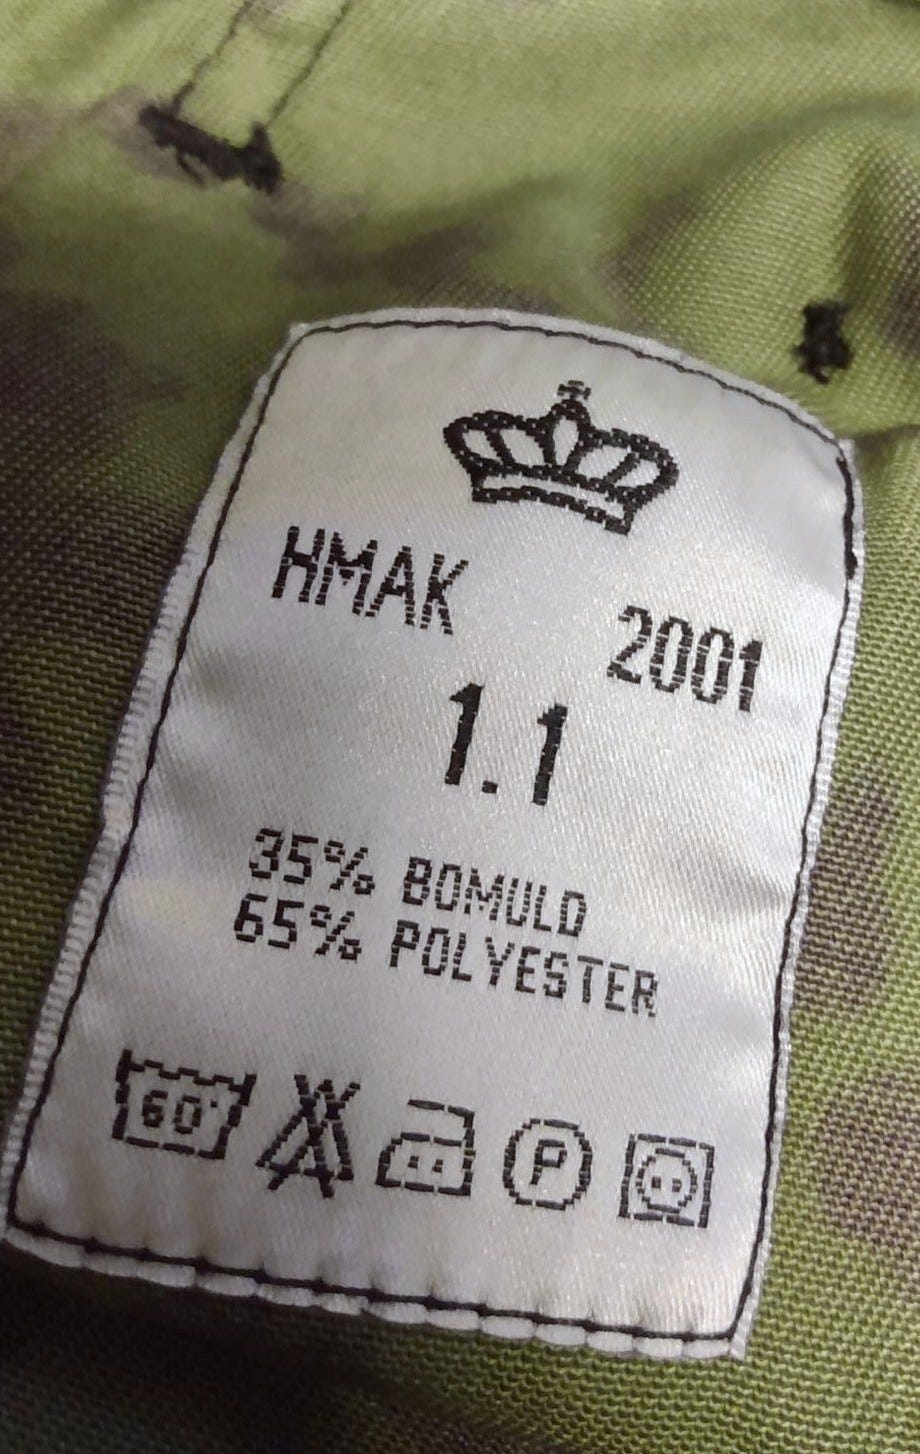 HMAK 2001
1.1
35% BOMULD
65% POLYESTER
60° P